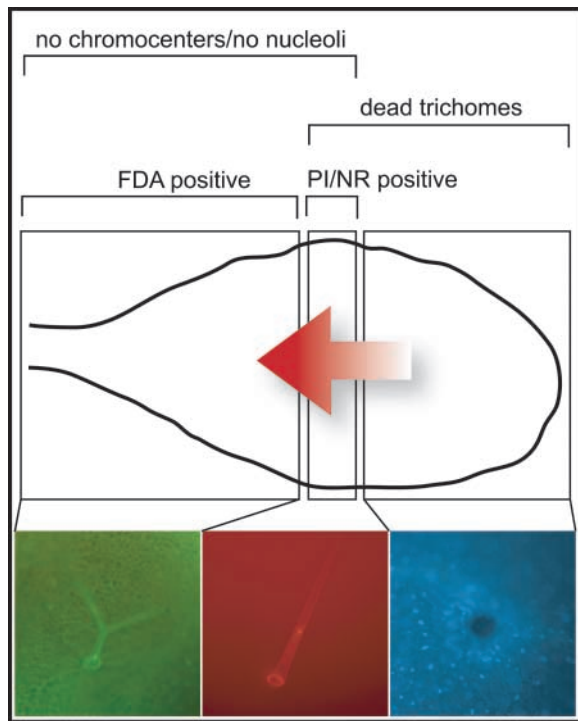 no chromocenters/no nucleoli
dead trichomes
FDA positive
PI/NR positive